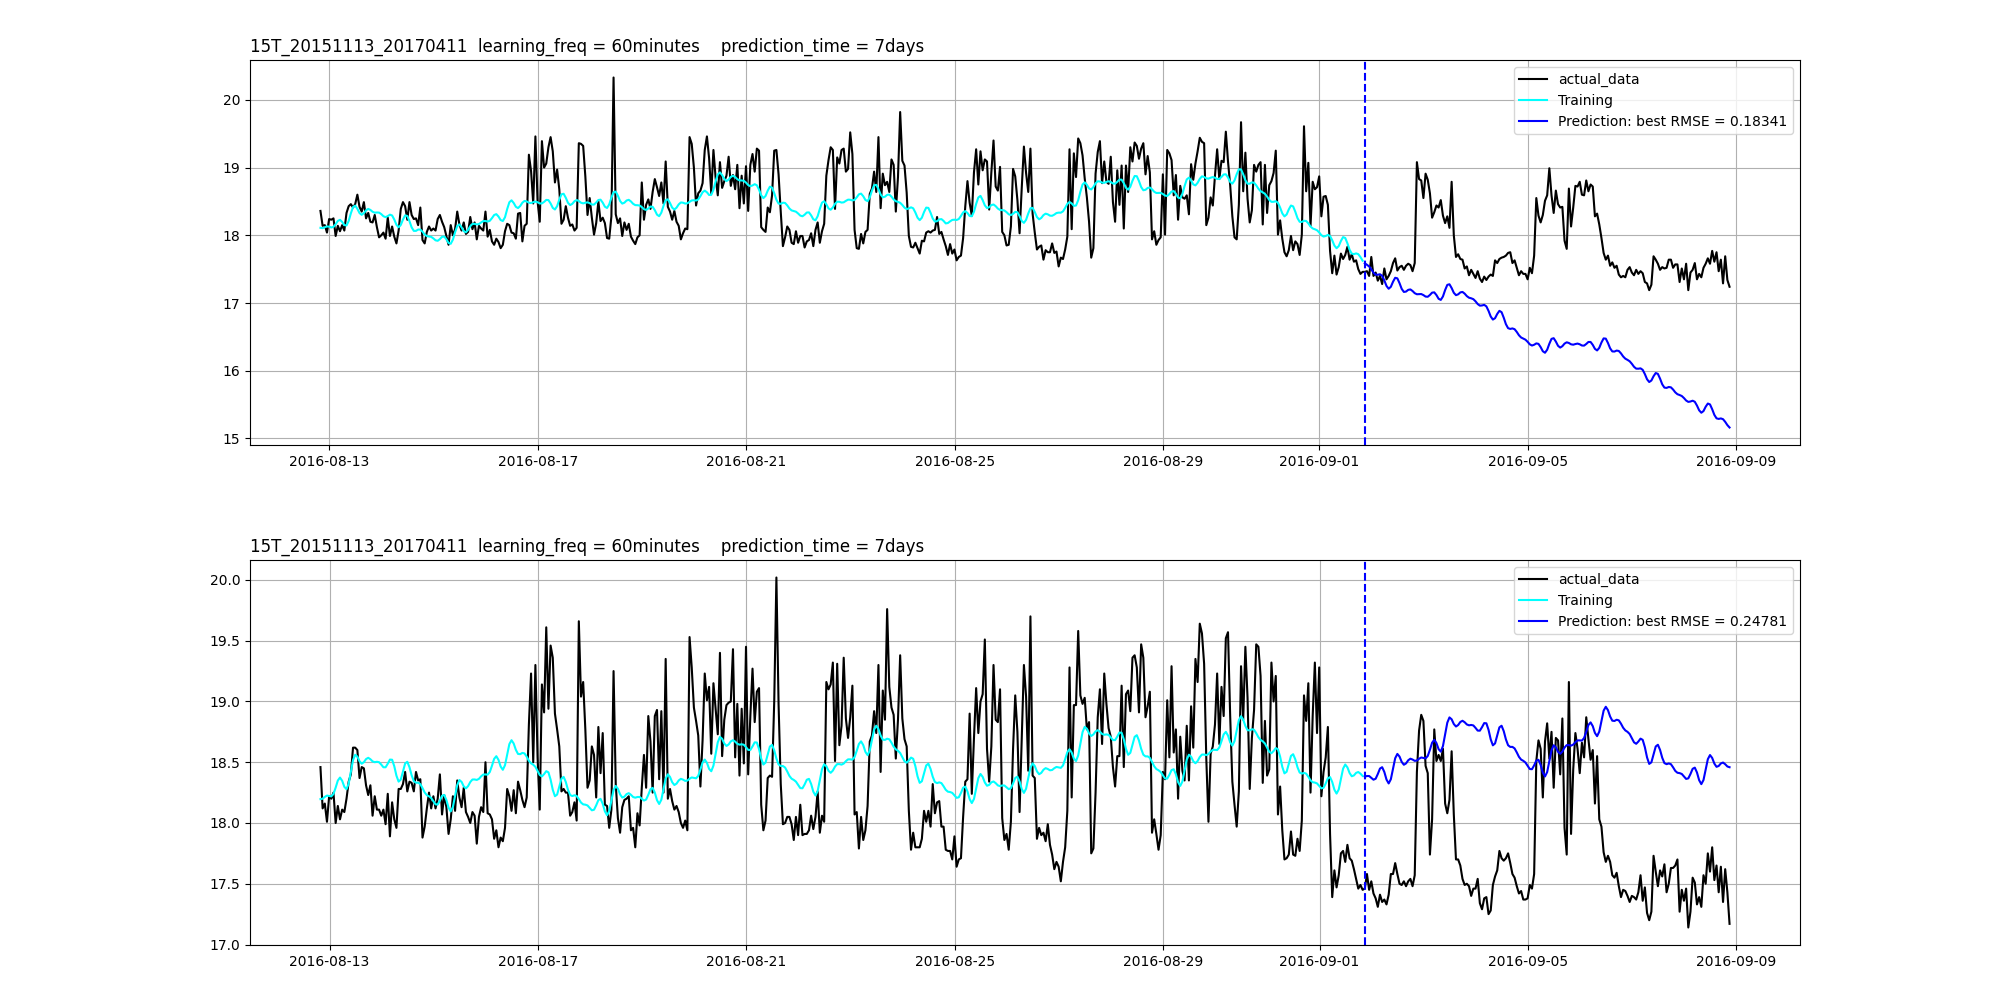 15T_20151113_20170411  learning_freq = 60minutes    prediction_time = 7days
actual_data
Training
Prediction: best RMSE = 0.18341
20
19
18
17
16
15
2016-08-13 2016-08-17 2016-08-21 2016-08-25 2016-08-29 2016-09-01 2016-09-05 2016-09-09
15T_20151113_20170411  learning_freq = 60minutes    prediction_time = 7days
actual_data
Training
Prediction: best RMSE = 0.24781
20.0
19.5
19.0
18.5
18.0
17.5
17.0
2016-08-13 2016-08-17 2016-08-21 2016-08-25 2016-08-29 2016-09-01 2016-09-05 2016-09-09